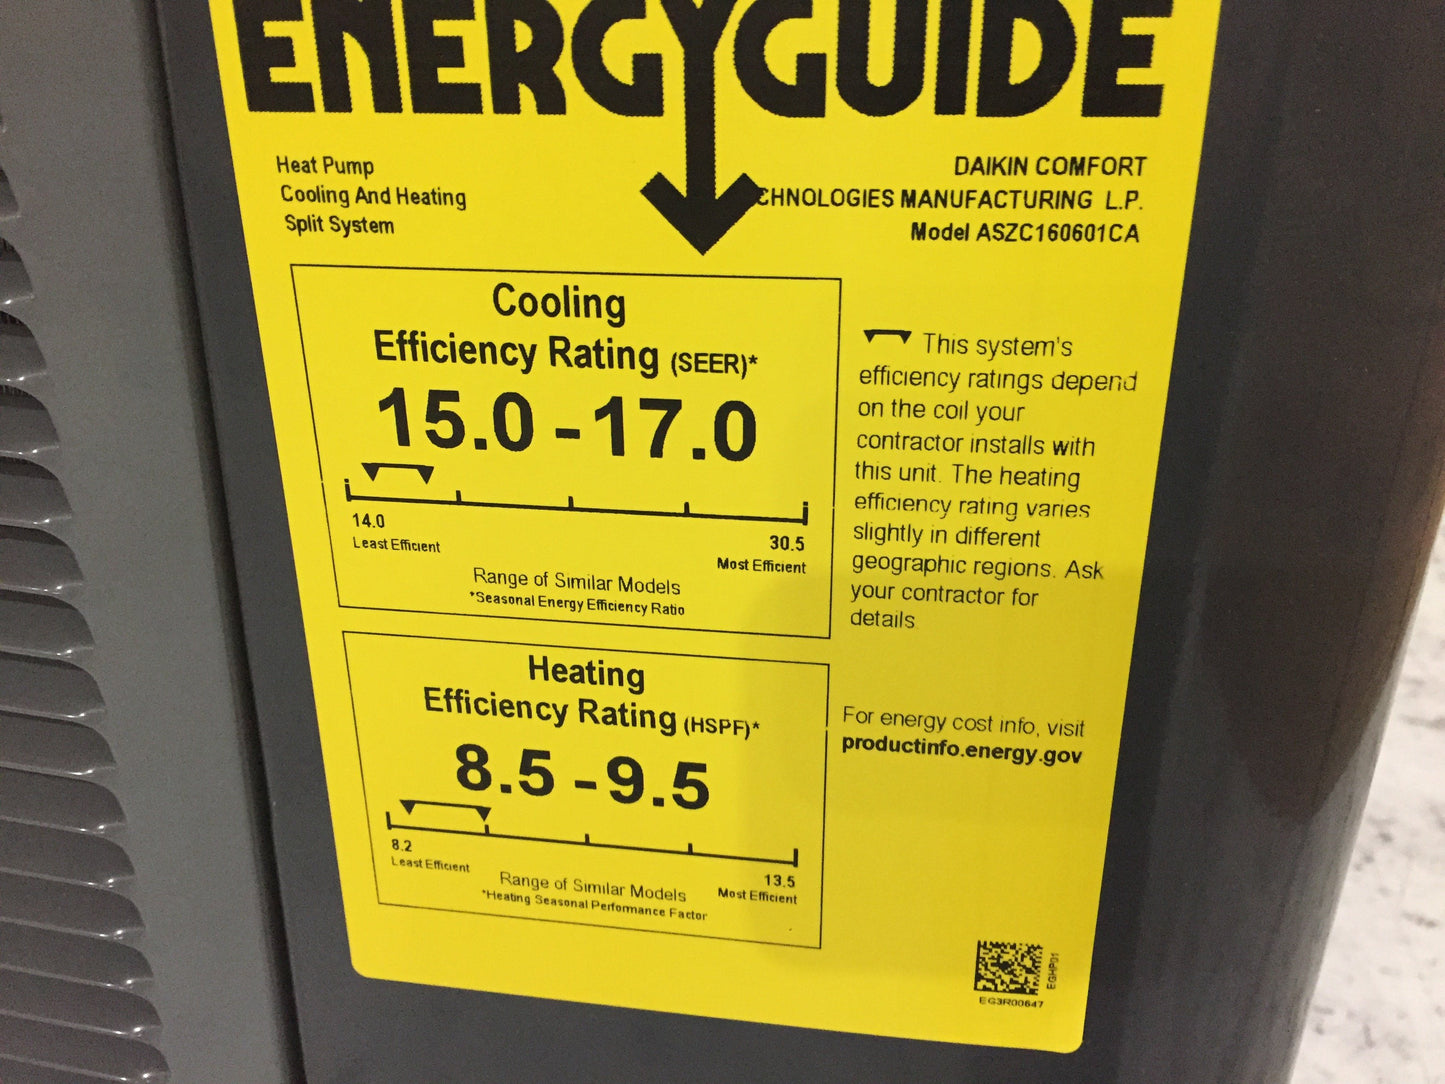 ENERGYGUIDE
Heat Pump
Cooling And Heating
Split System
DAIKIN COMFORT
CHNOLOGIES MANUFACTURING L.P.
Model ASZC160601CA
Cooling
Efficiency Rating (SEER)*
15.0 - 17.0
14.0
Least Efficient
30.5
Most Efficient
Range of Similar Models
*Seasonal Energy Efficiency Ratio
This system's
efficiency ratings depend
on the coil your
contractor installs with
this unit. The heating
efficiency rating varies
slightly in different
geographic regions. Ask
your contractor for
details.
Heating
Efficiency Rating (HSPF)*
8.5 - 9.5
8.2
Least Efficient
13.5
Most Efficient
Range of Similar Models
*Heating Seasonal Performance Factor
For energy cost info, visit
productinfo.energy.gov
EGHP01
EG3R00647